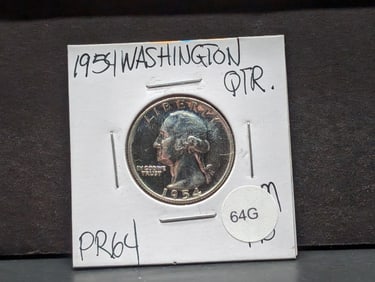 1954 WASHINGTON
QTR.
LIBERTY
IN GOD WE
TRUST
1954
64G
PR64